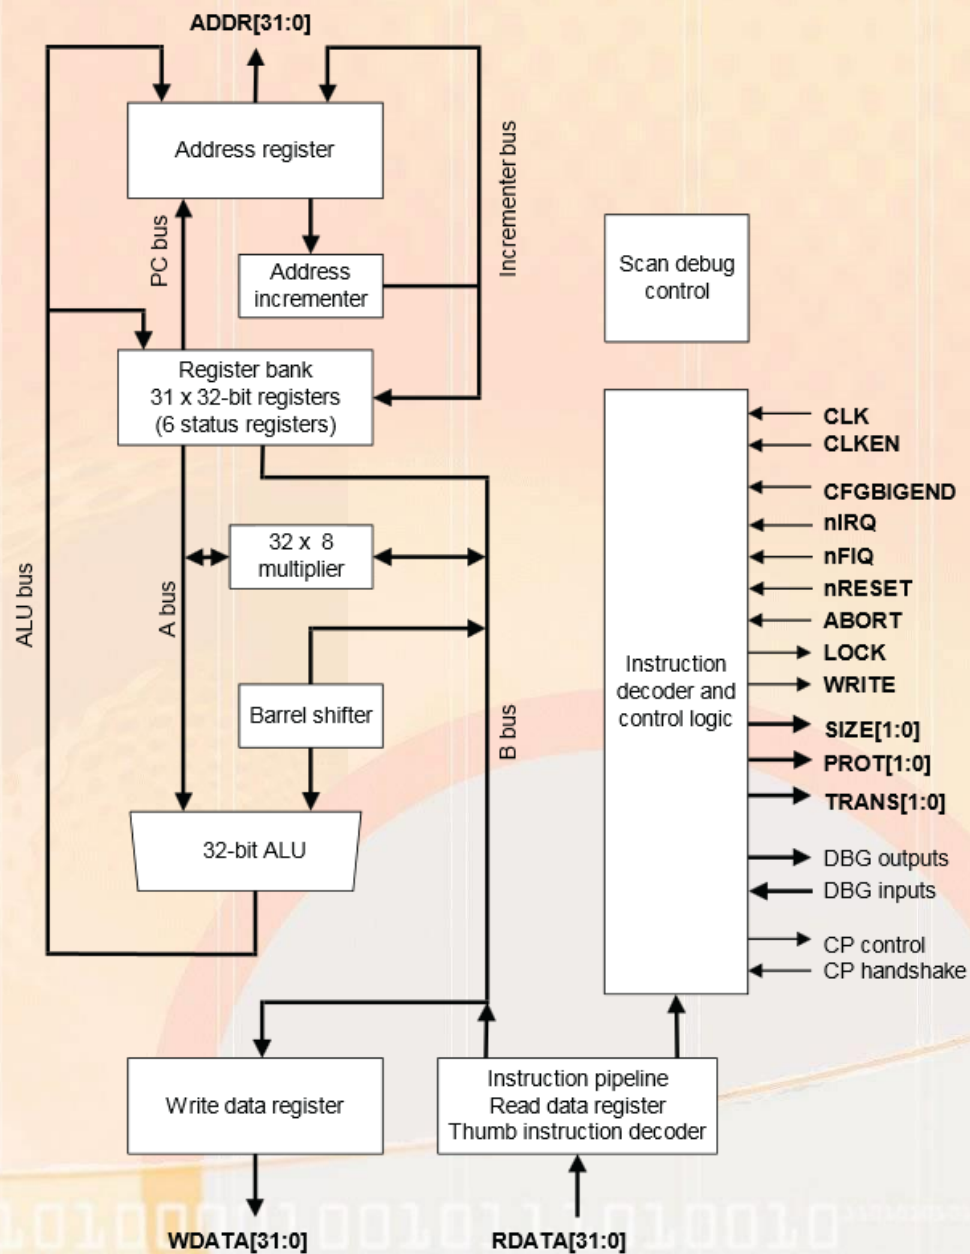 ADDR[31:0]
Address register
Incrementer bus
PC bus
Address
incrementer
Scan debug
control
Register bank
31 x 32-bit registers
(6 status registers)
CLK
CLKEN
CFGBIGEND
nIRQ
nFIQ
nRESET
ABORT
LOCK
WRITE
SIZE[1:0]
PROT[1:0]
TRANS[1:0]
DBG outputs
DBG inputs
CP control
CP handshake
32 x 8
multiplier
ALU bus
A bus
Instruction
decoder and
control logic
Barrel shifter
B bus
32-bit ALU
Write data register
Instruction pipeline
Read data register
Thumb instruction decoder
WDATA[31:0]
RDATA[31:0]